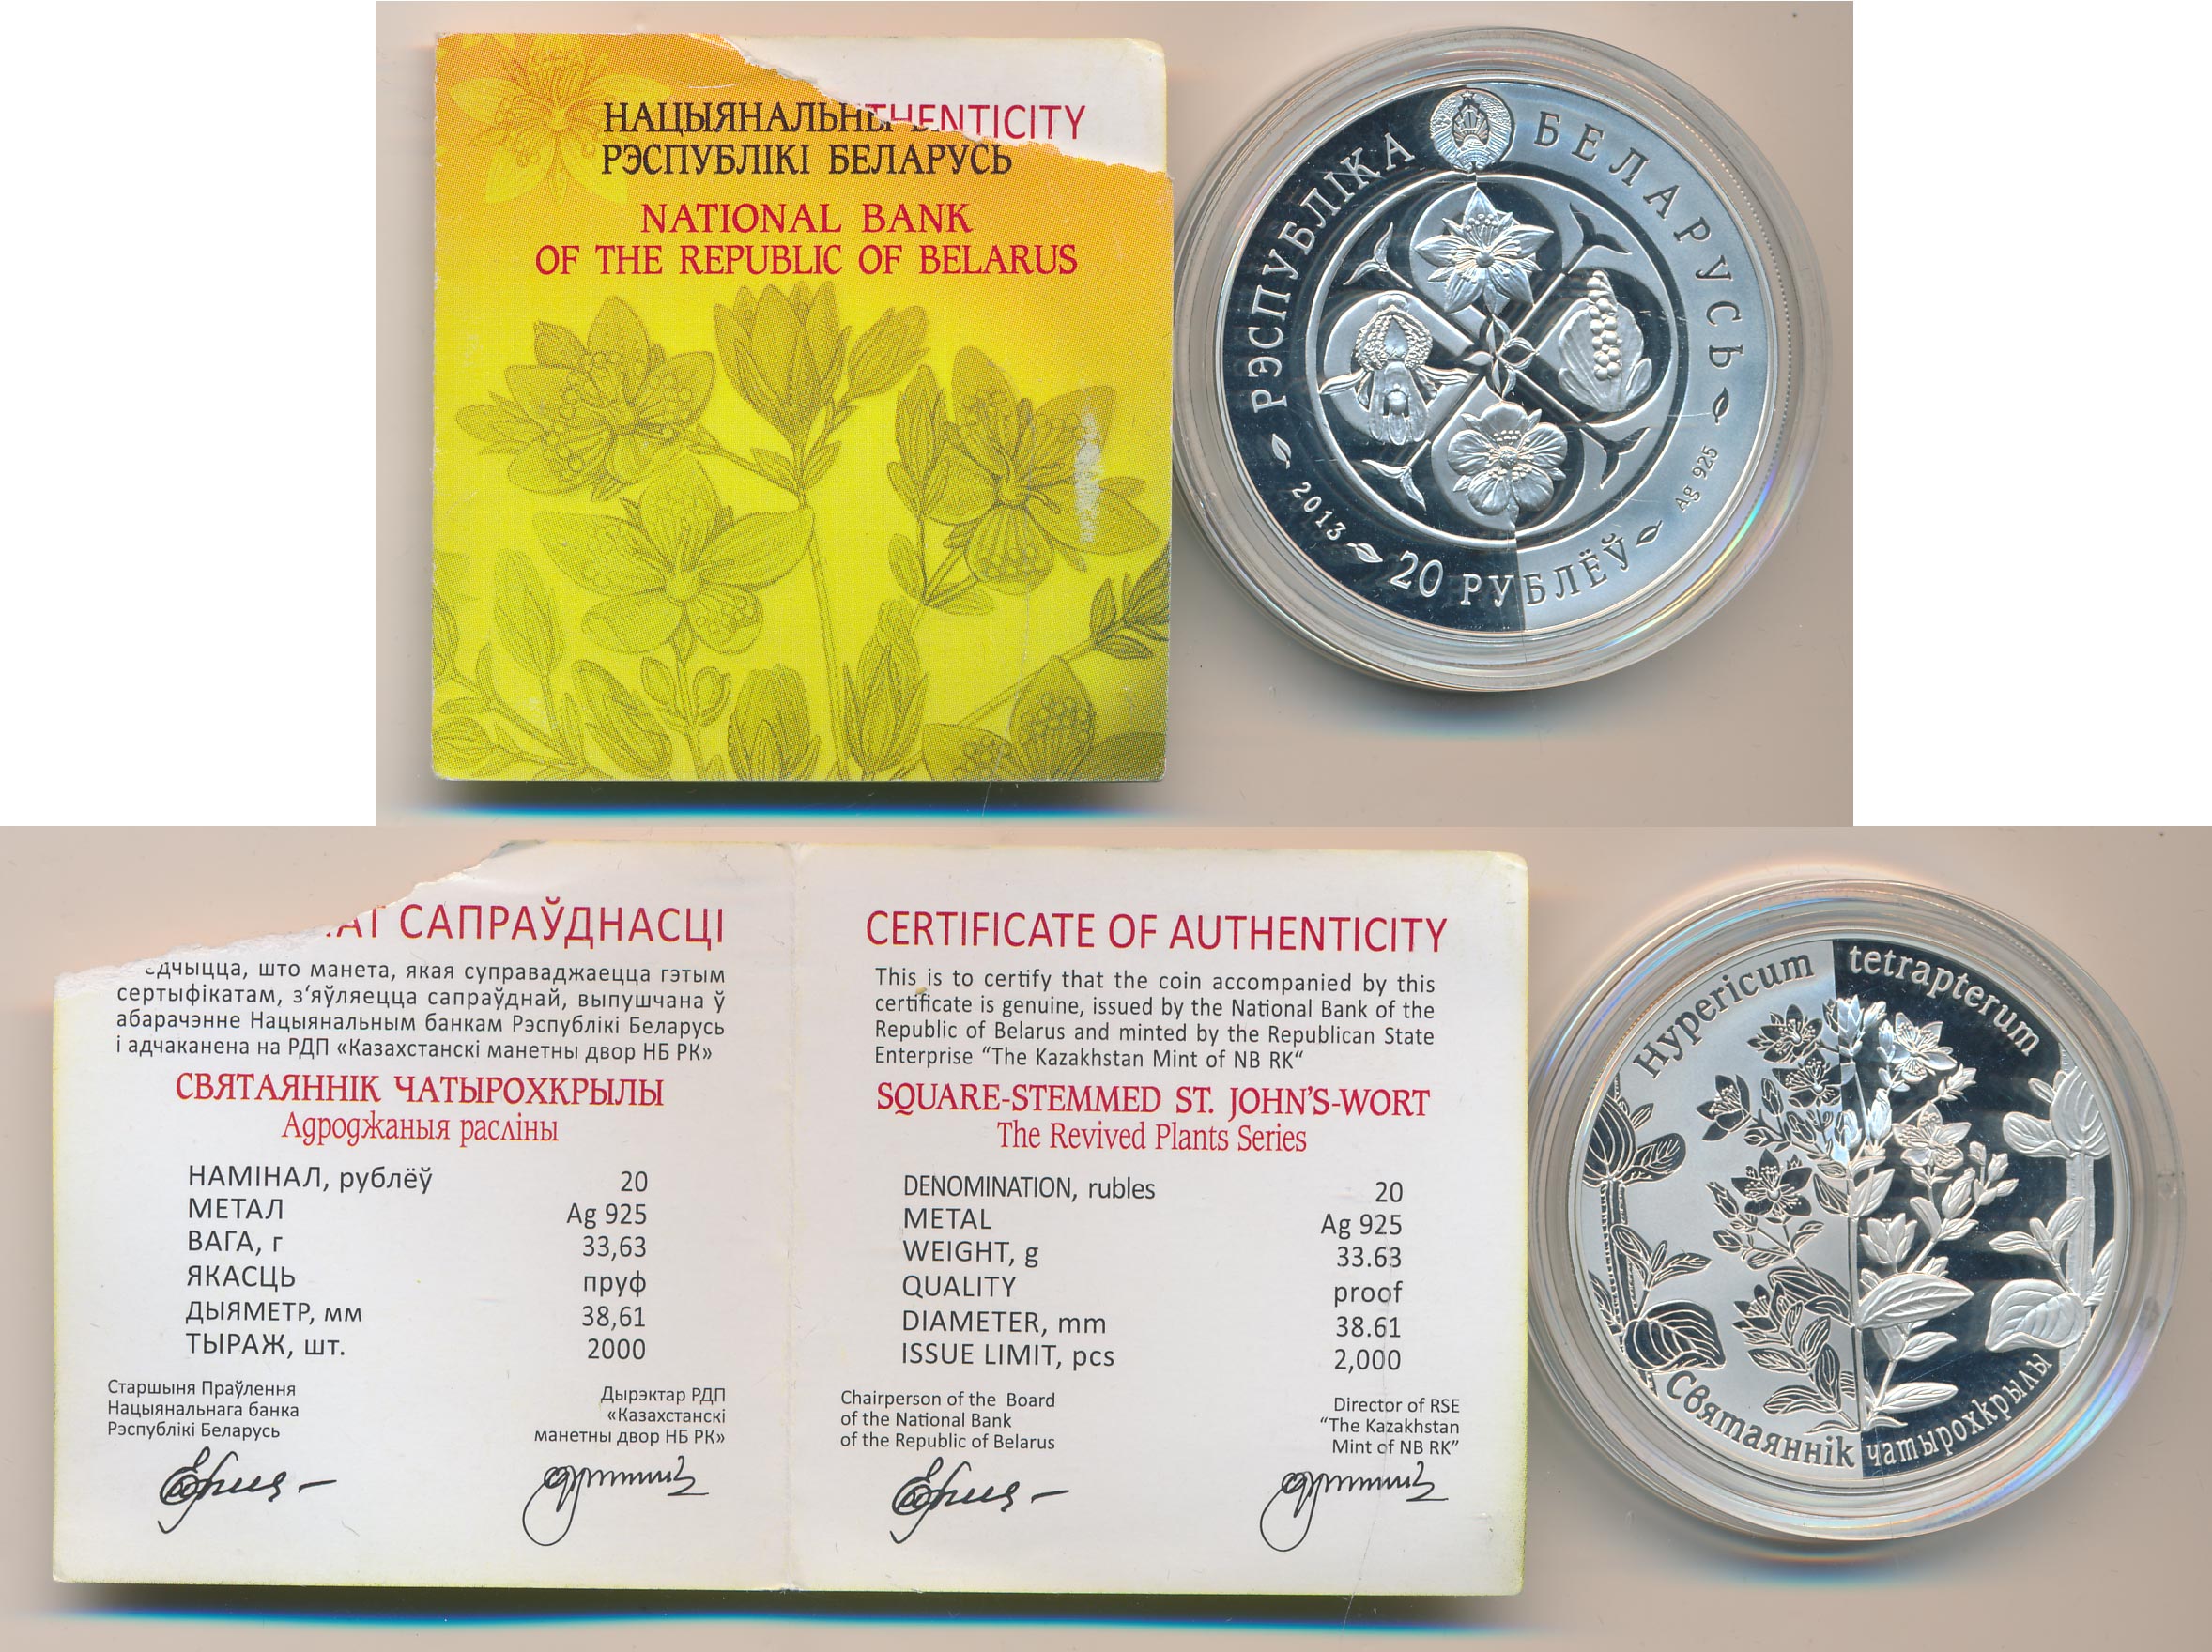 НАЦЫЯНАЛЬНЫ
THENTICITY
РЭСПУБЛІКІ БЕЛАРУСЬ
NATIONAL BANK
OF THE REPUBLIC OF BELARUS
РЭСПУБЛІКА БЕЛАРУСЬ
2013
20 РУБЛЁЎ
Ag 925
САПРАЎДНАСЦІ
што манета, якая суправаджаецца гэтым
сертыфікатам, з'яўляецца сапраўднай, выпушчана ў
абарачэнне Нацыянальным банкам Рэспублікі Беларусь
і адчаканена на РДП «Казахстанскі манетны двор НБ РК»
СВЯТАЯННІК ЧАТЫРОХКРЫЛЫ
Адроджаныя расліны
НАМІНАЛ, рублёў 20
МЕТАЛ Ag 925
ВАГА, г 33,63
ЯКАСЦЬ пруф
ДЫЯМЕТР, мм 38,61
ТЫРАЖ, шт. 2000
Старшыня Праўлення
Нацыянальнага банка
Рэспублікі Беларусь
Дырэктар РДП
«Казахстанскі
манетны двор НБ РК»
CERTIFICATE OF AUTHENTICITY
This is to certify that the coin accompanied by this
certificate is genuine, issued by the National Bank of the
Republic of Belarus and minted by the Republican State
Enterprise “The Kazakhstan Mint of NB RK“
SQUARE-STEMMED ST. JOHN'S-WORT
The Revived Plants Series
DENOMINATION, rubles 20
METAL Ag 925
WEIGHT, g 33.63
QUALITY proof
DIAMETER, mm 38.61
ISSUE LIMIT, pcs 2,000
Chairperson of the Board
of the National Bank
of the Republic of Belarus
Director of RSE
“The Kazakhstan
Mint of NB RK”
Hypericum tetrapterum
Святаяннік чатырохкрылы